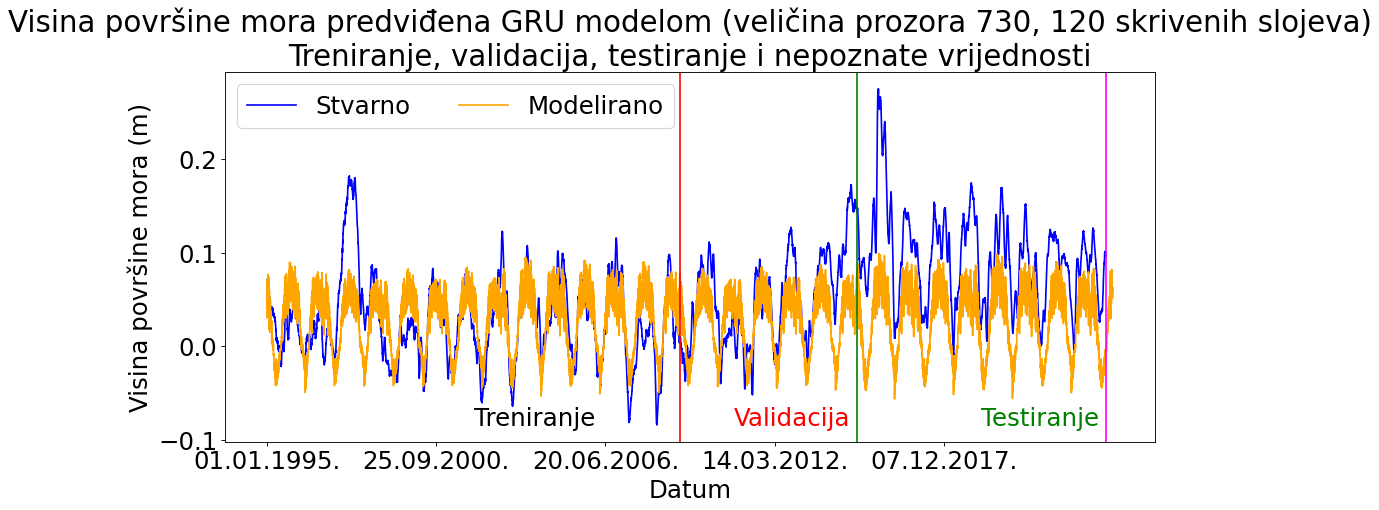 Visina površine mora predviđena GRU modelom (veličina prozora 730, 120 skrivenih slojeva)
Treniranje, validacija, testiranje i nepoznate vrijednosti
Stvarno
Modelirano
Visina površine mora (m)
0.2
0.1
0.0
−0.1
Treniranje
Validacija
Testiranje
01.01.1995.
25.09.2000.
20.06.2006.
14.03.2012.
07.12.2017.
Datum